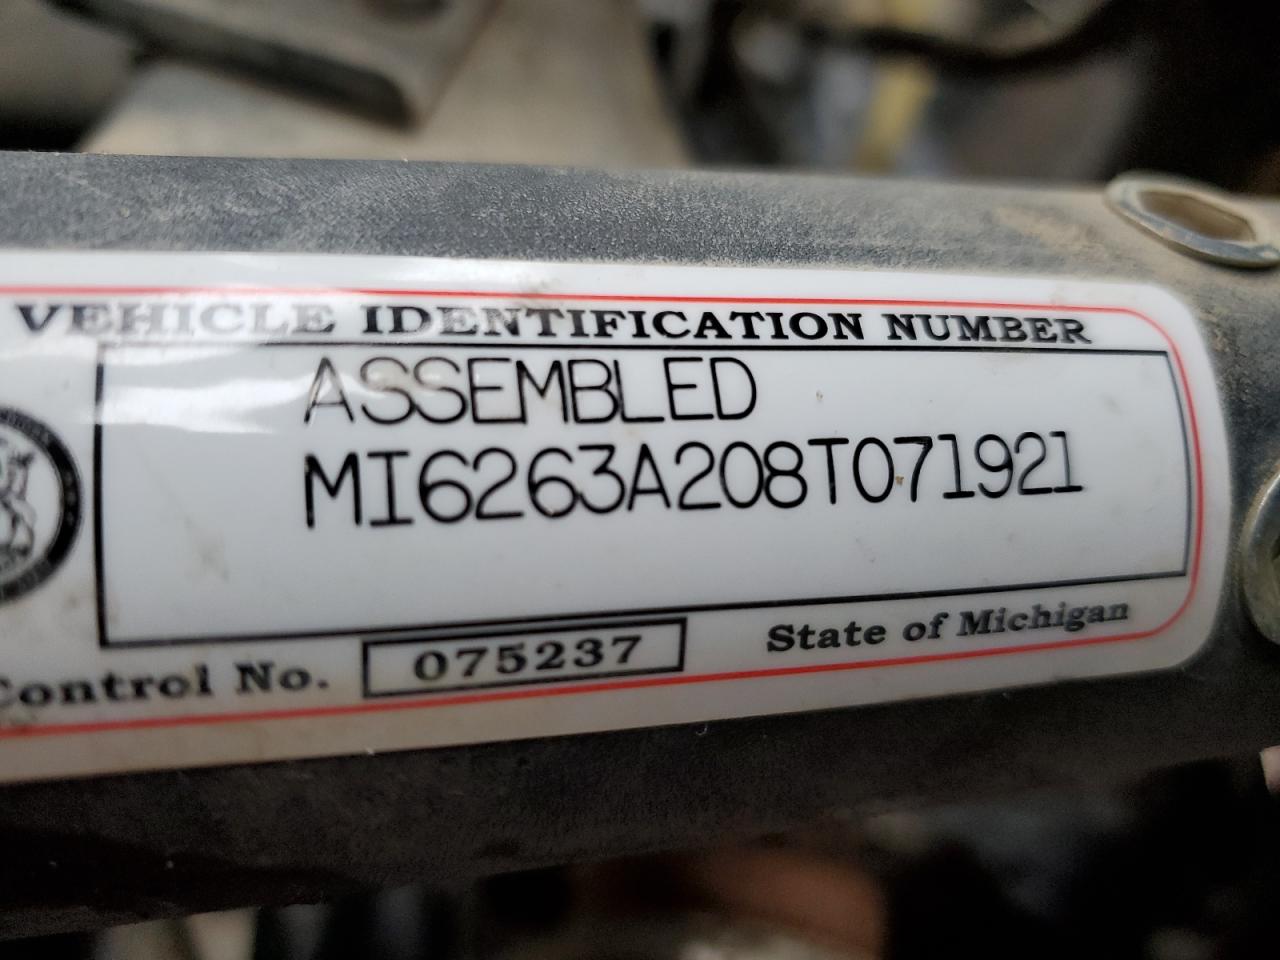 VEHICLE IDENTIFICATION NUMBER
ASSEMBLED
MI6263A208T071921
Control No. 075237 State of Michigan